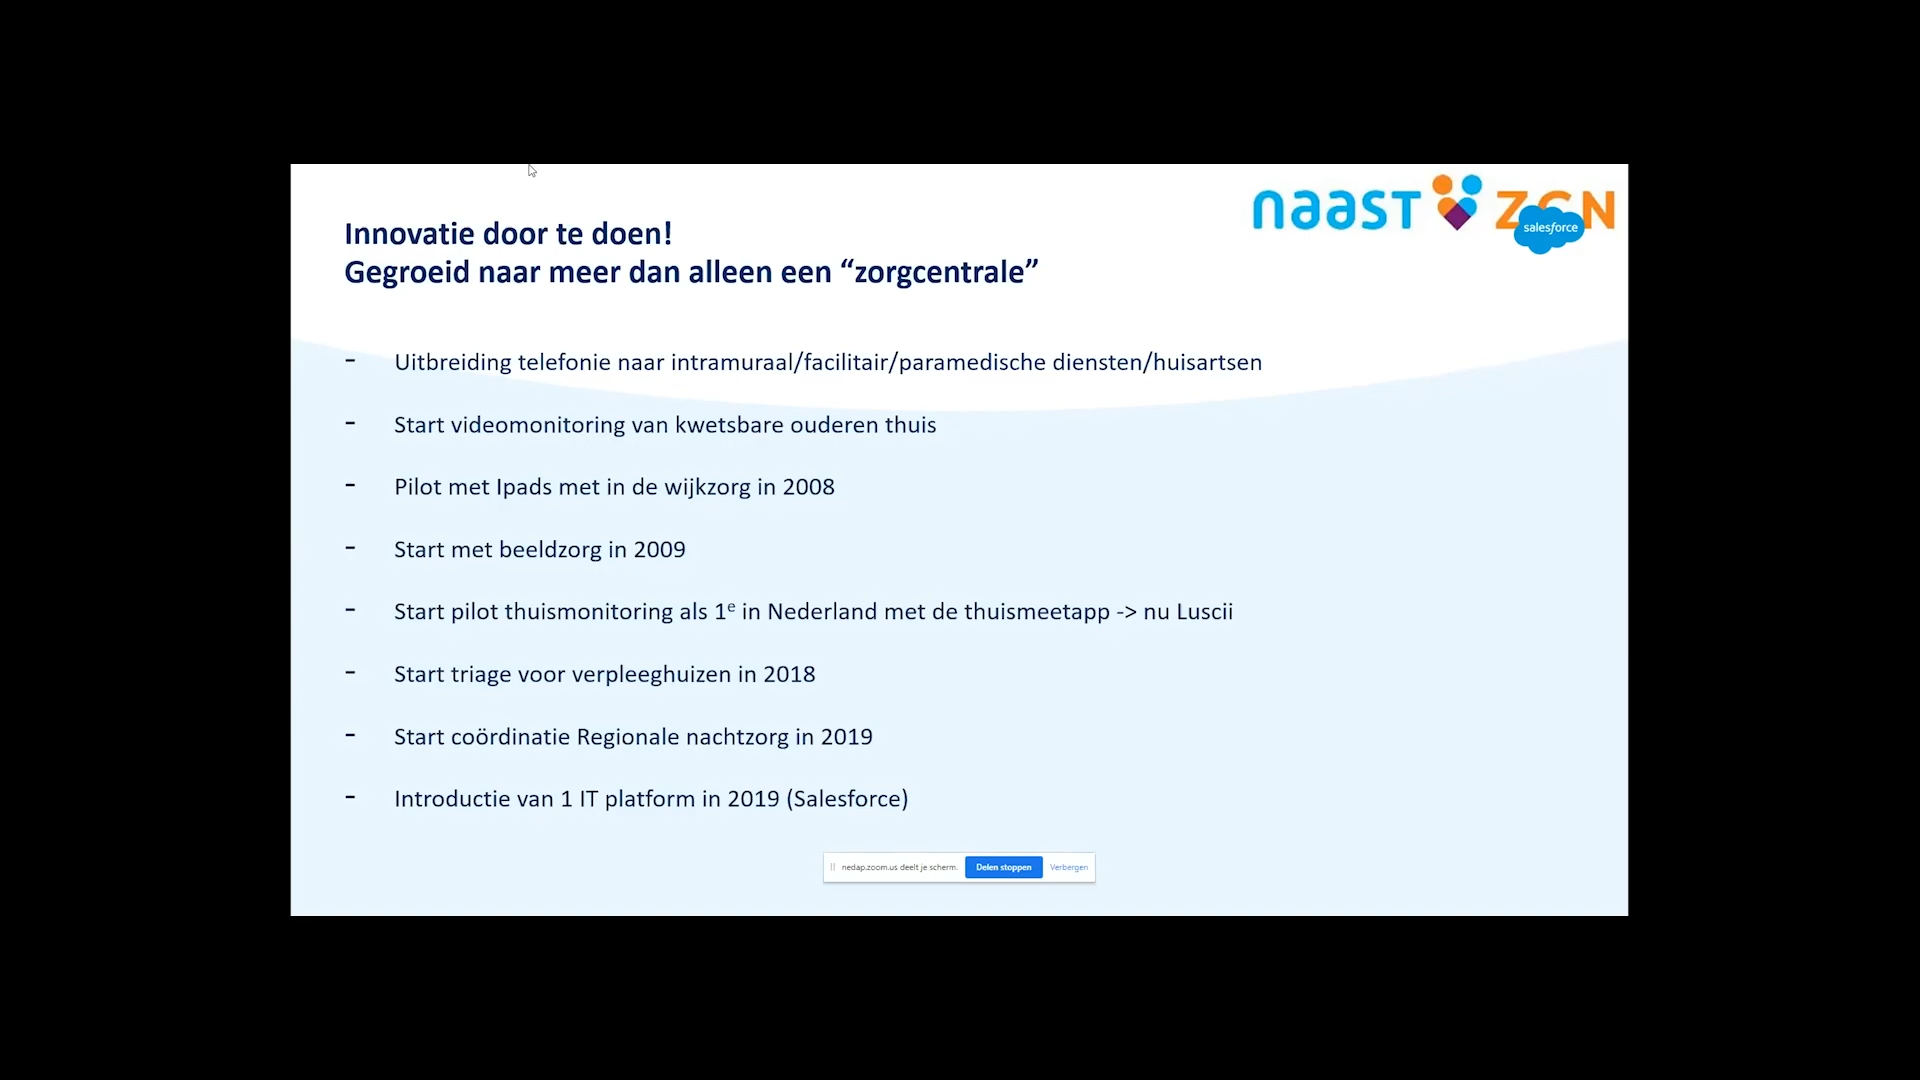 naast ZGN
salesforce
Innovatie door te doen!
Gegroeid naar meer dan alleen een “zorgcentrale”
- Uitbreiding telefonie naar intramuraal/facilitair/paramedische diensten/huisartsen
- Start videomonitoring van kwetsbare ouderen thuis
- Pilot met Ipads met in de wijkzorg in 2008
- Start met beeldzorg in 2009
- Start pilot thuismonitoring als 1e in Nederland met de thuismeetapp -> nu Luscii
- Start triage voor verpleeghuizen in 2018
- Start coördinatie Regionale nachtzorg in 2019
- Introductie van 1 IT platform in 2019 (Salesforce)
nedap.zoom.us deelt je scherm. Delen stoppen Verbergen